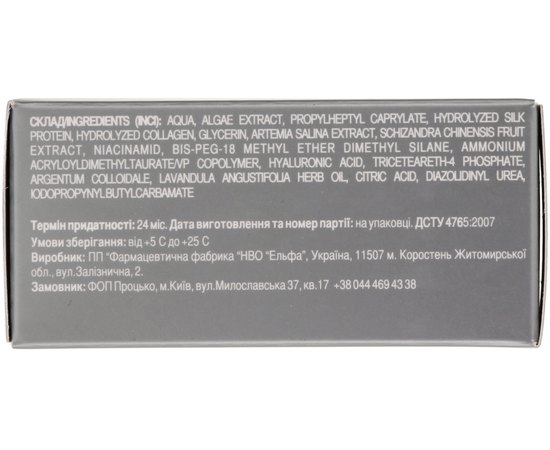 СКЛАД/INGREDIENTS (INCI): AQUA, ALGAE EXTRACT, PROPYLHEPTYL CAPRYLATE, HYDROLYZED SILK
PROTEIN, HYDROLYZED COLLAGEN, GLYCERIN, ARTEMIA SALINA EXTRACT, SCHIZANDRA CHINENSIS FRUIT
EXTRACT, NIACINAMID, BIS-PEG-18 METHYL ETHER DIMETHYL SILANE, AMMONIUM
ACRYLOYLDIMETHYLTAURATE/VP COPOLYMER, HYALURONIC ACID, TRICETEARETH-4 PHOSPHATE,
ARGENTUM COLLOIDALE, LAVANDULA ANGUSTIFOLIA HERB OIL, CITRIC ACID, DIAZOLIDINYL UREA,
IODOPROPYNYL BUTYLCARBAMATE
Термін придатності: 24 міс. Дата виготовлення та номер партії: на упаковці. ДСТУ 4765:2007
Умови зберігання: від +5 С до +25 С
Виробник: ПП “Фармацевтична фабрика “НВО “Ельфа”, Україна, 11507 м. Коростень Житомирської
обл., вул.Залізнична, 2.
Замовник: ФОП Процько, м.Київ, вул.Милославська 37, кв.17 +38 044 469 43 38